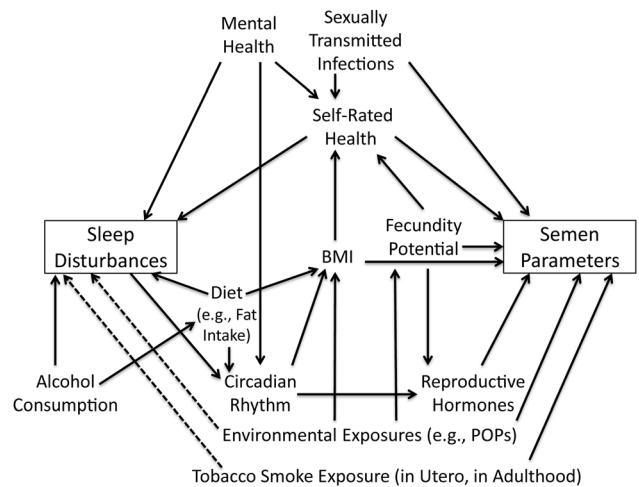 Mental
Health
Sexually
Transmitted
Infections
Self-Rated
Health
Sleep
Disturbances
Fecundity
Potential
Semen
Parameters
BMI
Diet
(e.g., Fat
Intake)
Alcohol
Consumption
Circadian
Rhythm
Reproductive
Hormones
Environmental Exposures (e.g., POPs)
Tobacco Smoke Exposure (in Utero, in Adulthood)